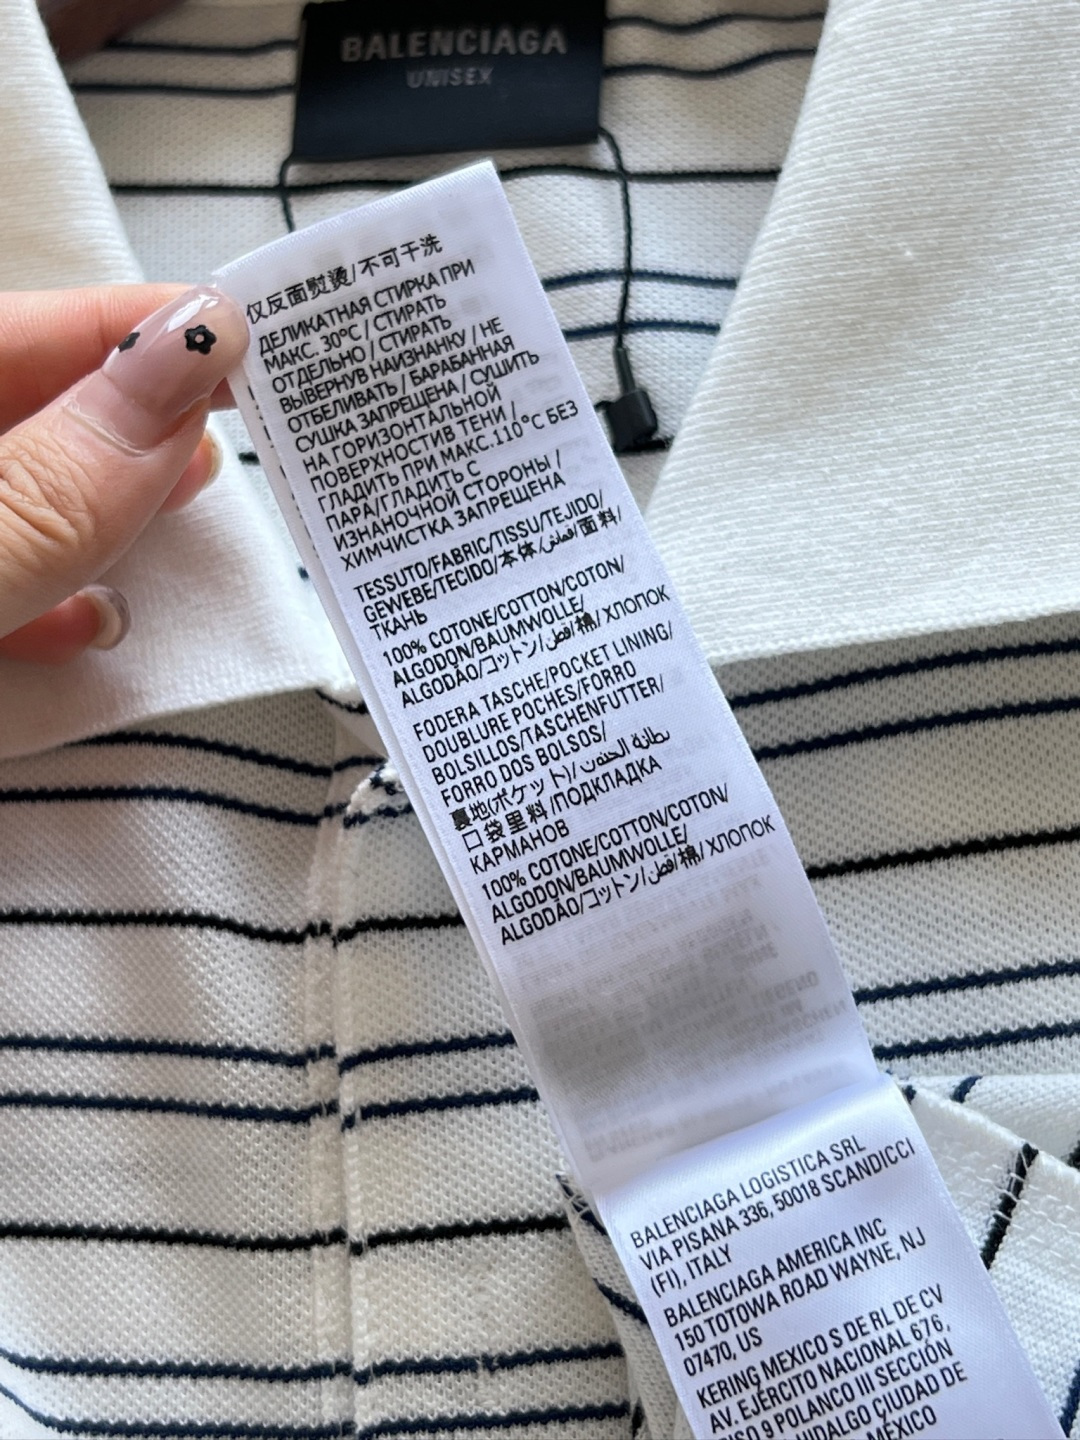 BALENCIAGA
UNISEX
仅反面熨烫/不可干洗
ДЕЛИКАТНАЯ СТИРКА ПРИ
МАКС. 30°C / СТИРАТЬ
ОТДЕЛЬНО / СТИРАТЬ
ВЫВЕРНУВ НАИЗНАНКУ / НЕ
ОТБЕЛИВАТЬ / БАРАБАННАЯ
СУШКА ЗАПРЕЩЕНА / СУШИТЬ
НА ГОРИЗОНТАЛЬНОЙ
ПОВЕРХНОСТИВ ТЕНИ /
ГЛАДИТЬ ПРИ МАКС.110°C БЕЗ
ПАРА/ГЛАДИТЬ С
ИЗНАНОЧНОЙ СТОРОНЫ /
ХИМЧИСТКА ЗАПРЕЩЕНА
TESSUTO/FABRIC/TISSU/TEJIDO/
GEWEBE/TECIDO/本体/قماش/面料/
ТКАНЬ
100% COTONE/COTTON/COTON/
ALGODON/BAUMWOLLE/
ALGODÃO/コットン/قطن/棉/ХЛОПОК
FODERA TASCHE/POCKET LINING/
DOUBLURE POCHES/FORRO
BOLSILLOS/TASCHENFUTTER/
FORRO DOS BOLSOS/
裏地(ポケット)/بطانة الجيوب/
口袋里料/ПОДКЛАДКА
КАРМАНОВ
100% COTONE/COTTON/COTON/
ALGODON/BAUMWOLLE/
ALGODÃO/コットン/قطن/棉/ХЛОПОК
BALENCIAGA LOGISTICA SRL
VIA PISANA 336, 50018 SCANDICCI
(FI), ITALY
BALENCIAGA AMERICA INC
150 TOTOWA ROAD WAYNE, NJ
07470, US
KERING MEXICO S DE RL DE CV
AV. EJÉRCITO NACIONAL 676,
PISO 9 POLANCO III SECCIÓN
HIDALGO CIUDAD DE
MÉXICO